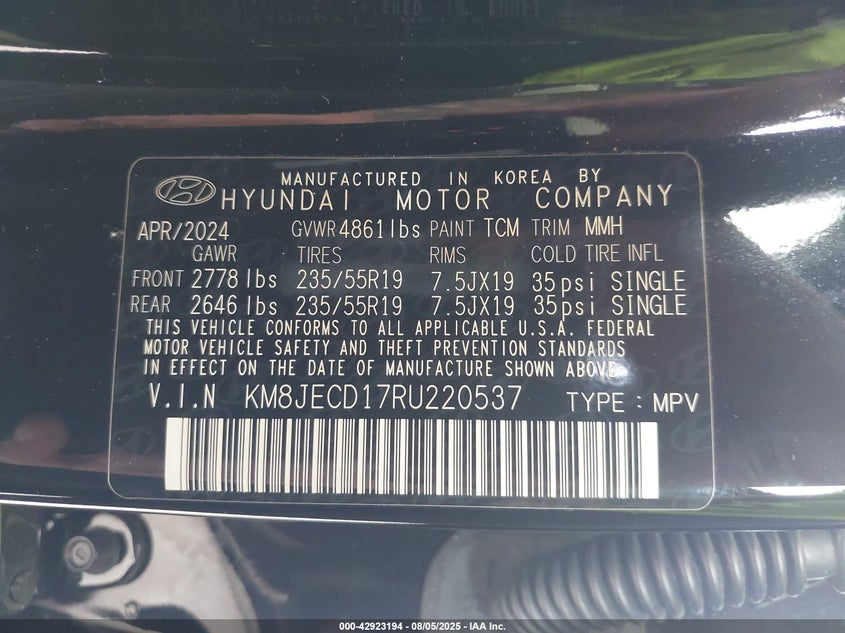 MANUFACTURED IN KOREA BY
HYUNDAI MOTOR COMPANY
APR/2024 GVWR 4861lbs PAINT TCM TRIM MMH
GAWR TIRES RIMS COLD TIRE INFL
FRONT 2778 lbs 235/55R19 7.5JX19 35psi SINGLE
REAR 2646 lbs 235/55R19 7.5JX19 35psi SINGLE
THIS VEHICLE CONFORMS TO ALL APPLICABLE U.S.A. FEDERAL
MOTOR VEHICLE SAFETY AND THEFT PREVENTION STANDARDS
IN EFFECT ON THE DATE OF MANUFACTURE SHOWN ABOVE.
V.I.N KM8JECD17RU220537 TYPE : MPV
000-42923194 - 08/05/2025 - IAA Inc.